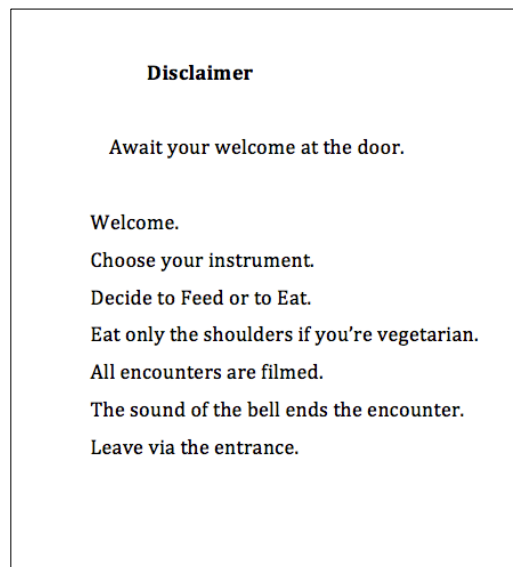 Disclaimer
Await your welcome at the door.
Welcome.
Choose your instrument.
Decide to Feed or to Eat.
Eat only the shoulders if you’re vegetarian.
All encounters are filmed.
The sound of the bell ends the encounter.
Leave via the entrance.